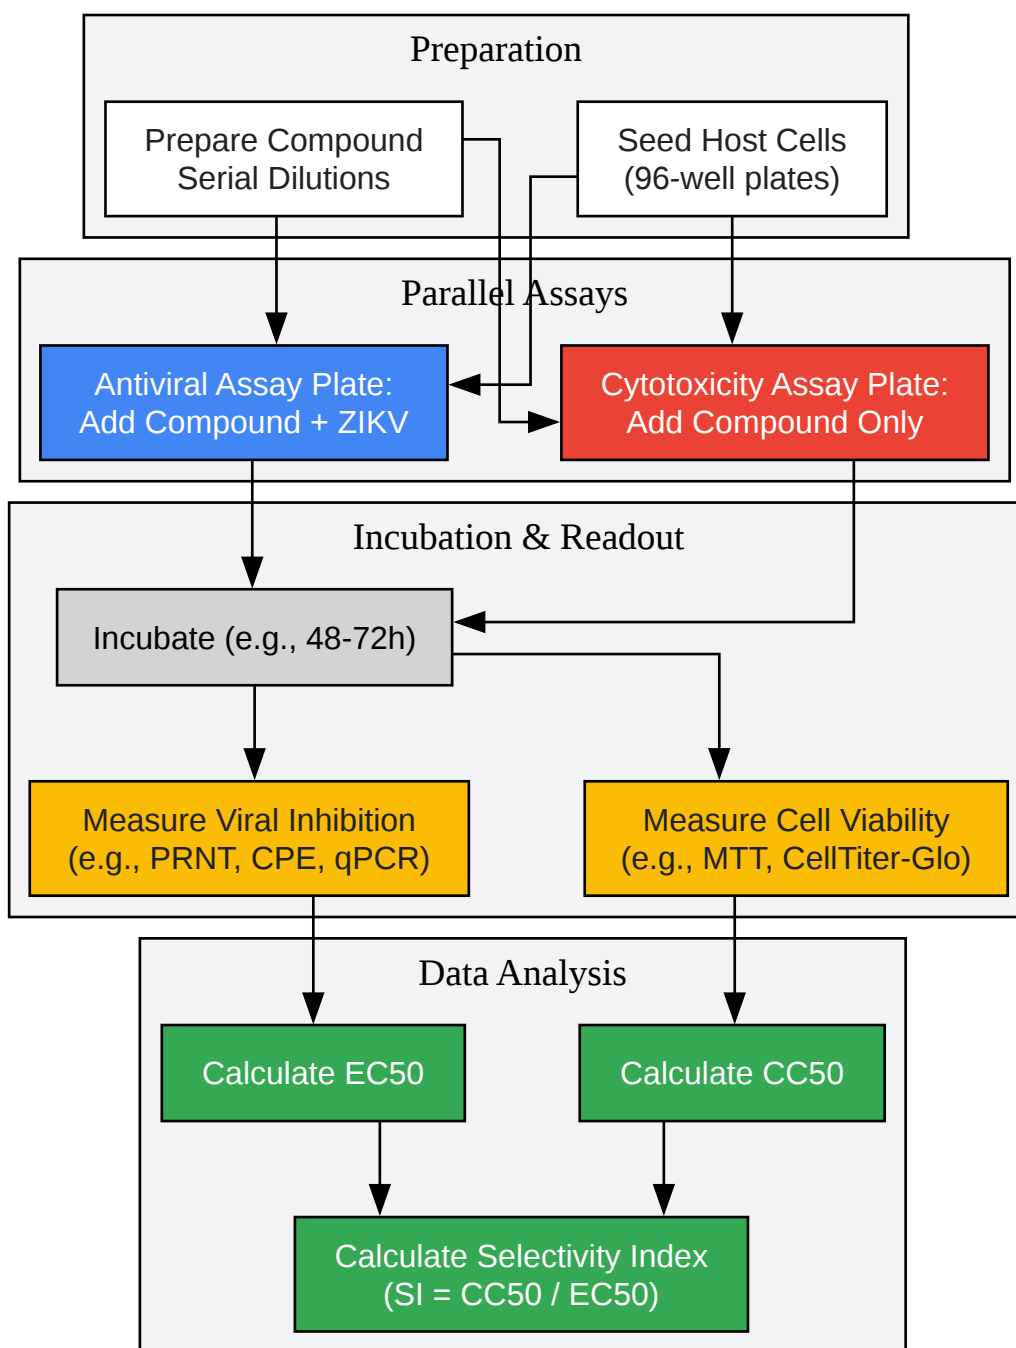 Preparation
Prepare Compound
Serial Dilutions
Seed Host Cells
(96-well plates)
Parallel Assays
Antiviral Assay Plate:
Add Compound + ZIKV
Cytotoxicity Assay Plate:
Add Compound Only
Incubation & Readout
Incubate (e.g., 48-72h)
Measure Viral Inhibition
(e.g., PRNT, CPE, qPCR)
Measure Cell Viability
(e.g., MTT, CellTiter-Glo)
Data Analysis
Calculate EC50
Calculate CC50
Calculate Selectivity Index
(SI = CC50 / EC50)